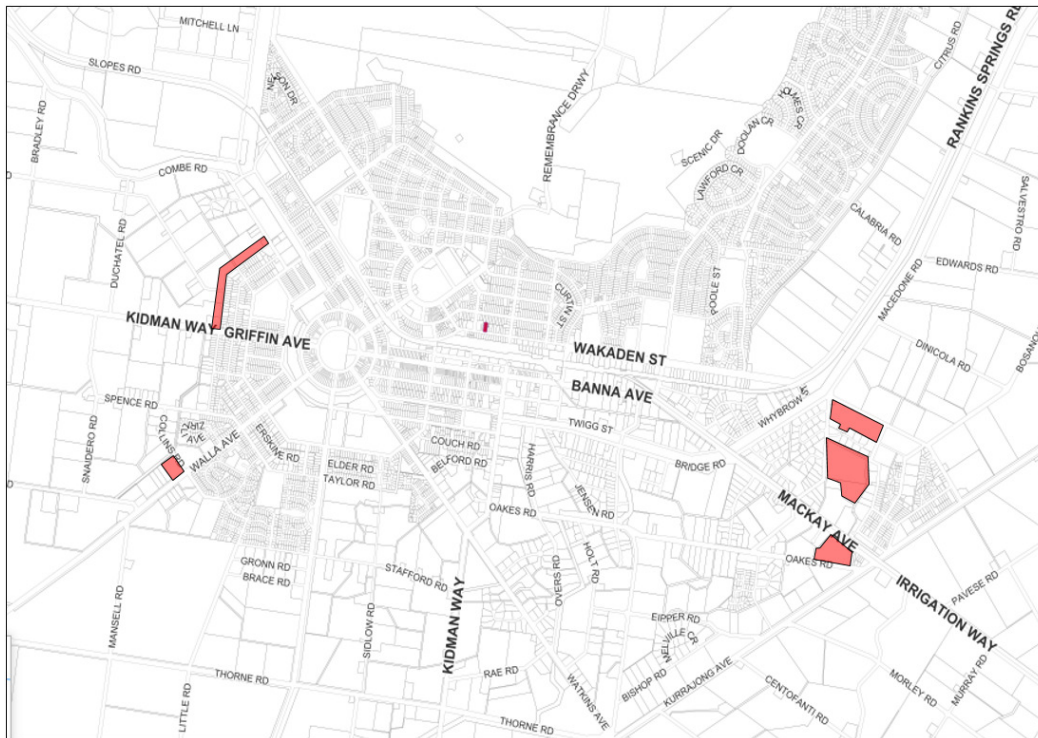 MITCHELL LN
SLOPES RD
NELSON DR
BRADLEY RD
COMBE RD
DUCHATEL RD
REMEMBRANCE DRWY
SCENIC DR
DOOLAN CR
HOLMES CR
LAWFORD CR
CITRUS RD
RANKINS SPRINGS RD
SALVESTRO RD
CALABRIA RD
EDWARDS RD
MACEDONE RD
POOLE ST
CURTIN ST
KIDMAN WAY
GRIFFIN AVE
WAKADEN ST
BANNA AVE
DINICOLA RD
WHYBROW ST
SPENCE RD
SNAIDERO RD
COLLINS RD
AVE
WALLA AVE
ERSKINE RD
ELDER RD
TAYLOR RD
COUCH RD
BELFORD RD
TWIGG ST
HARRIS RD
JENSEN RD
BRIDGE RD
OAKES RD
MACKAY AVE
OAKES RD
HOLT RD
OVERS RD
GRONN RD
BRACE RD
STAFFORD RD
MANSELL RD
SIDLOW RD
KIDMAN WAY
EIPPER RD
MELVILLE CR
BISHOP RD
KURRAJONG AVE
IRRIGATION WAY
PAVESE RD
RAE RD
WATKINS AVE
CENTOFANTI RD
MORLEY RD
MURRAY RD
THORNE RD
LITTLE RD
THORNE RD